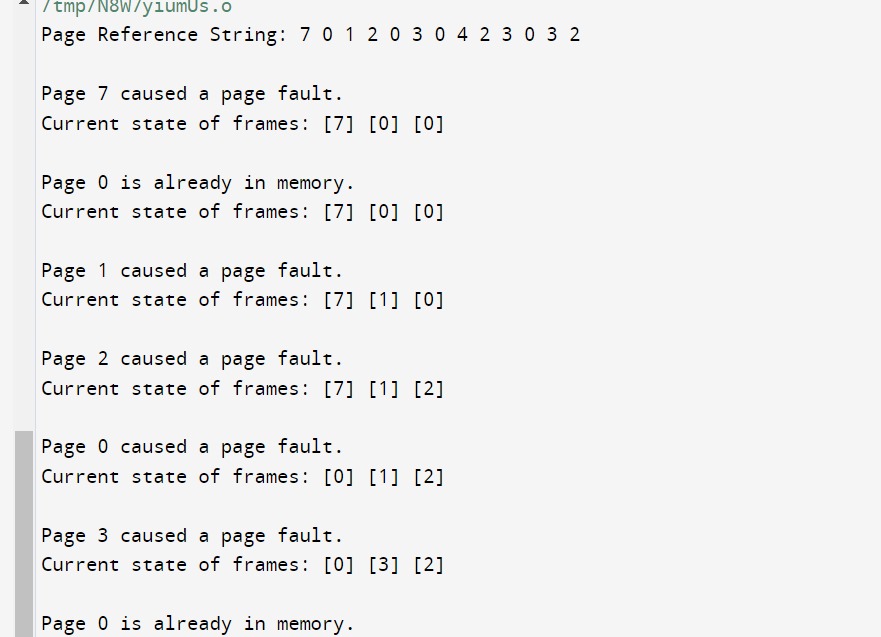 /tmp/N8W7yiumUs.o
Page Reference String: 7 0 1 2 0 3 0 4 2 3 0 3 2
Page 7 caused a page fault.
Current state of frames: [7] [0] [0]
Page 0 is already in memory.
Current state of frames: [7] [0] [0]
Page 1 caused a page fault.
Current state of frames: [7] [1] [0]
Page 2 caused a page fault.
Current state of frames: [7] [1] [2]
Page 0 caused a page fault.
Current state of frames: [0] [1] [2]
Page 3 caused a page fault.
Current state of frames: [0] [3] [2]
Page 0 is already in memory.